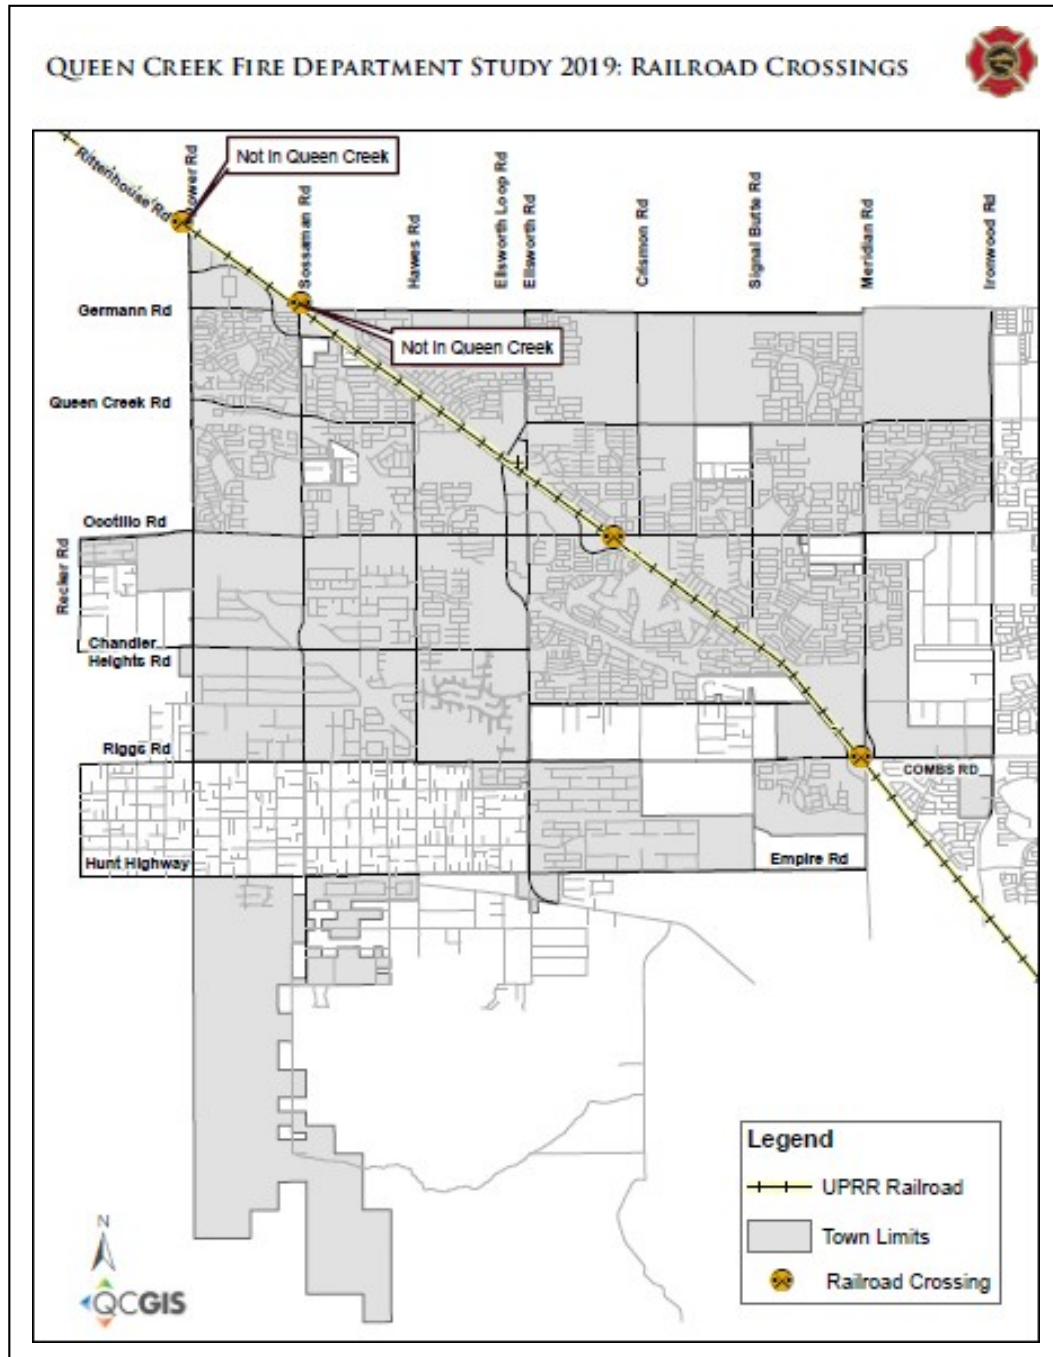 QUEEN CREEK FIRE DEPARTMENT STUDY 2019: RAILROAD CROSSINGS
Not In Queen Creek
Rittenhouse Rd
Power Rd
Sossaman Rd
Hawes Rd
Ellsworth Loop Rd
Ellsworth Rd
Crismon Rd
Signal Butte Rd
Meridian Rd
Ironwood Rd
Germann Rd
Not In Queen Creek
Queen Creek Rd
Ocotillo Rd
Recker Rd
Chandler
Heights Rd
Riggs Rd
COMBS RD
Hunt Highway
Empire Rd
Legend
UPRR Railroad
Town Limits
Railroad Crossing
N
QCGIS